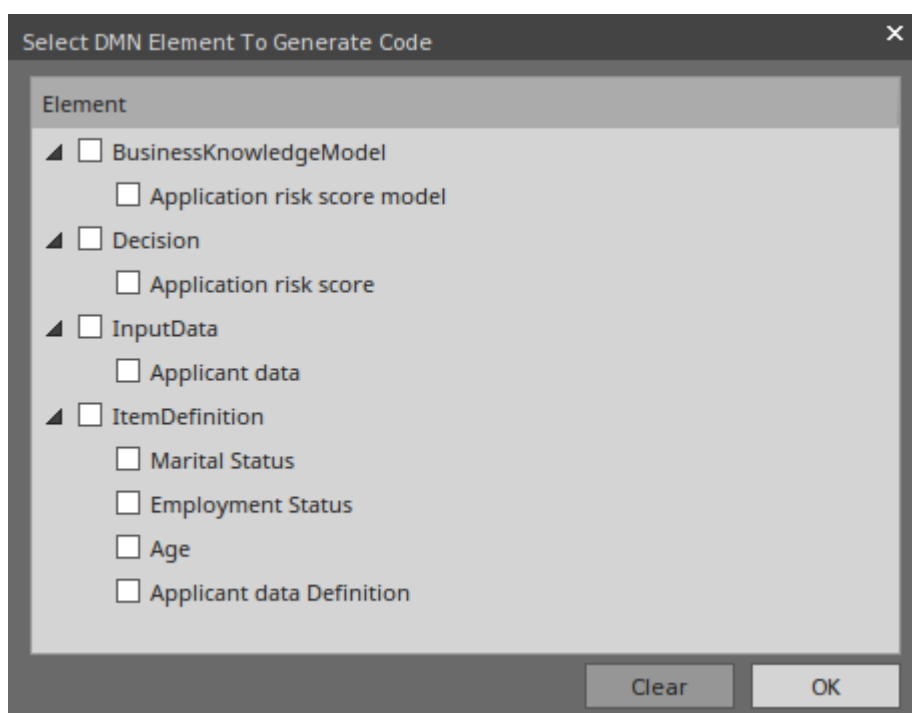 Select DMN Element To Generate Code
Element
BusinessKnowledgeModel
Application risk score model
Decision
Application risk score
InputData
Applicant data
ItemDefinition
Marital Status
Employment Status
Age
Applicant data Definition
Clear
OK